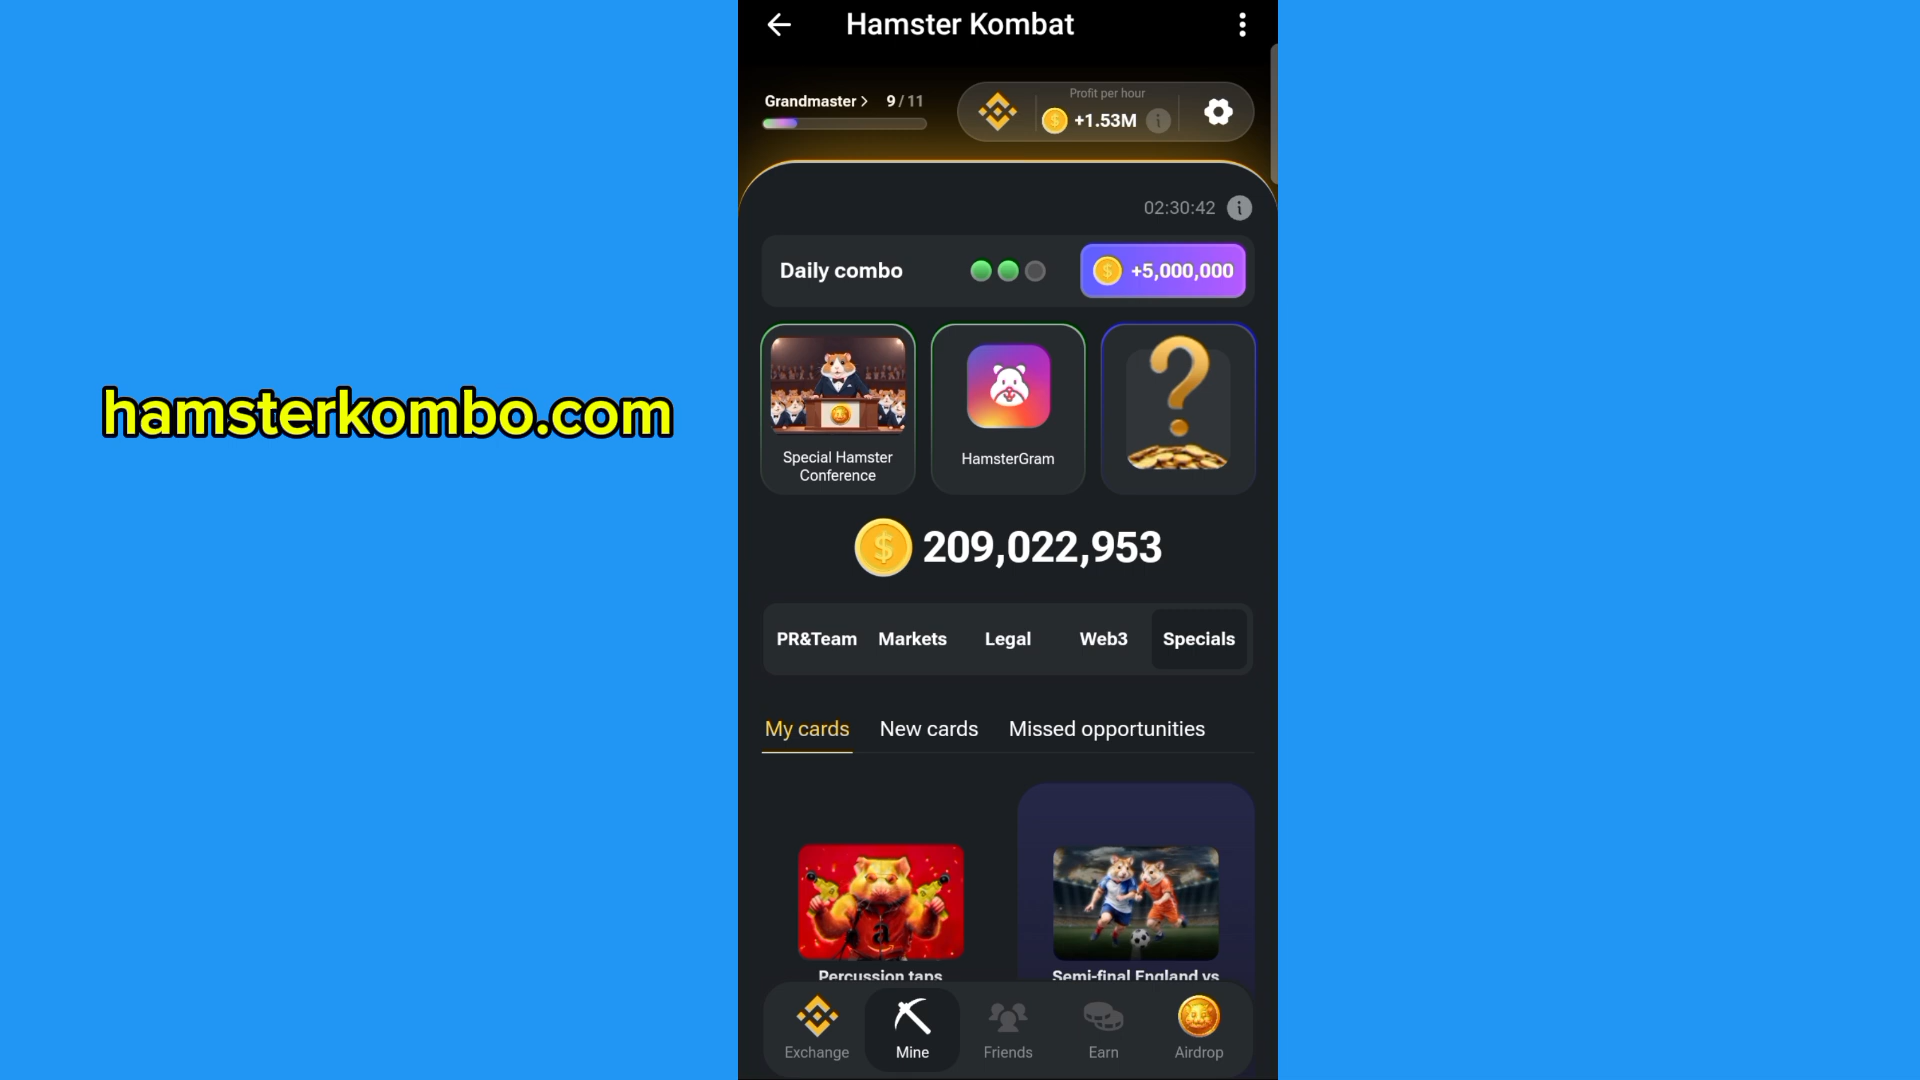 Hamster Kombat
Grandmaster > 9 / 11
Profit per hour
+1.53M
02:30:42
Daily combo
+5,000,000
hamsterkombo.com
Special Hamster
Conference
HamsterGram
209,022,953
PR&Team Markets Legal Web3 Specials
My cards New cards Missed opportunities
Percussion taps
Semi-final England vs
Exchange Mine Friends Earn Airdrop